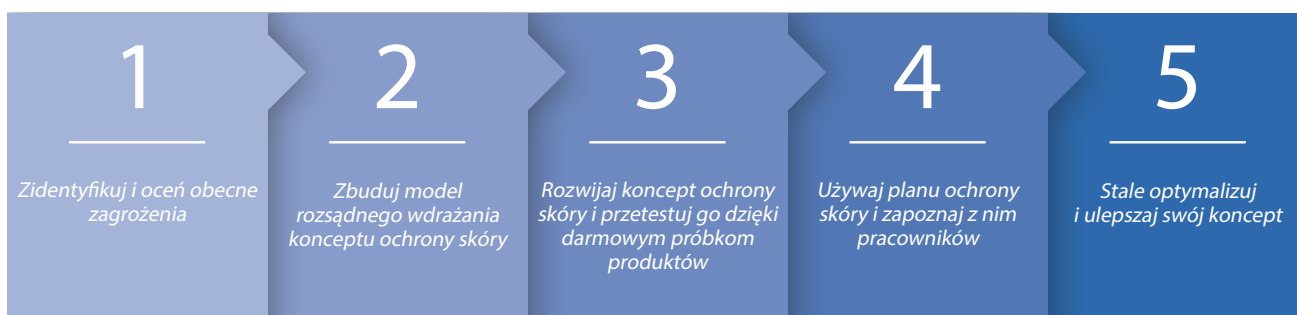 1
Zidentyfikuj i oceń obecne
zagrożenia
2
Zbuduj model
rozsądnego wdrażania
konceptu ochrony skóry
3
Rozwijaj koncept ochrony
skóry i przetestuj go dzięki
darmowym próbkom
produktów
4
Używaj planu ochrony
skóry i zapoznaj z nim
pracowników
5
Stale optymalizuj
i ulepszaj swój koncept